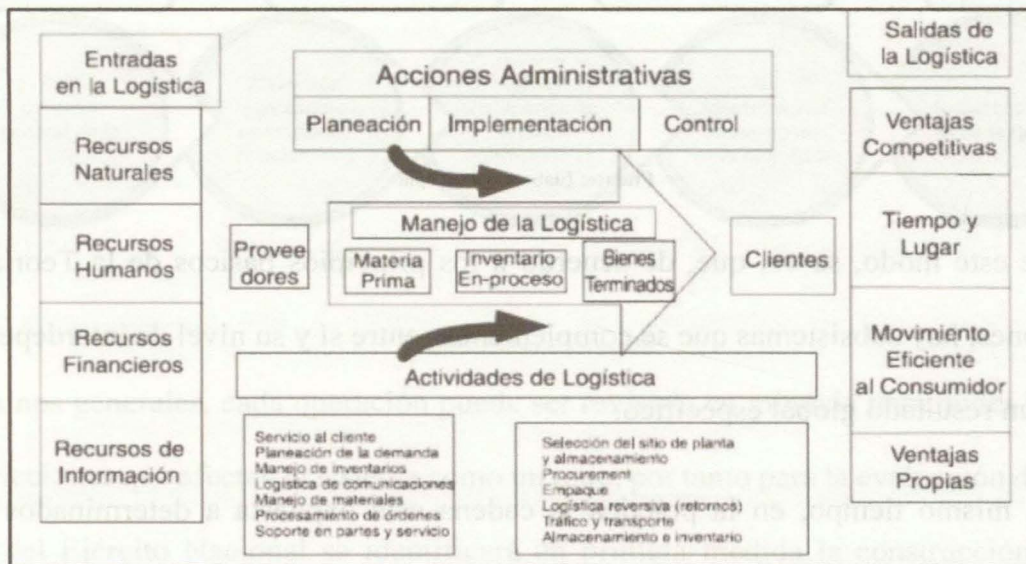 Entradas
en la Logística
Recursos
Naturales
Recursos
Humanos
Recursos
Financieros
Recursos de
Información
Acciones Administrativas
Planeación Implementación Control
Manejo de la Logística
Provee
dores
Materia
Prima
Inventario
En-proceso
Bienes
Terminados
Clientes
Actividades de Logística
Servicio al cliente
Planeación de la demanda
Manejo de inventarios
Logística de comunicaciones
Manejo de materiales
Procesamiento de órdenes
Soporte en partes y servicio
Selección del sitio de planta
y almacenamiento
Procurement
Empaque
Logística reversiva (retornos)
Tráfico y transporte
Almacenamiento e inventario
Salidas de
la Logística
Ventajas
Competitivas
Tiempo y
Lugar
Movimiento
Eficiente
al Consumidor
Ventajas
Propias